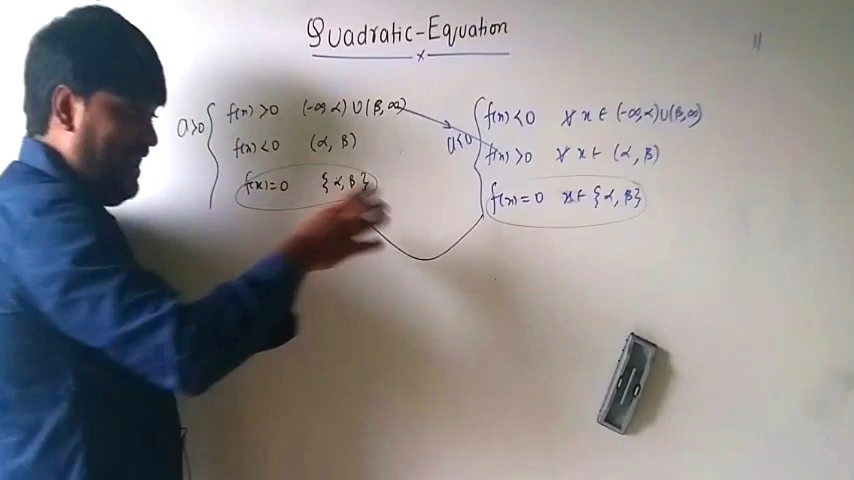 Quadratic-Equation
a>0
f(x)>0 (-∞,α)∪(β,∞)
f(x)<0 (α, β)
f(x)=0 {α,β}
a<0
f(x)<0 ∀ x ∈ (-∞,α)∪(β,∞)
f(x)>0 ∀ x ∈ (α, β)
f(x)=0 x ∈ {α, β}